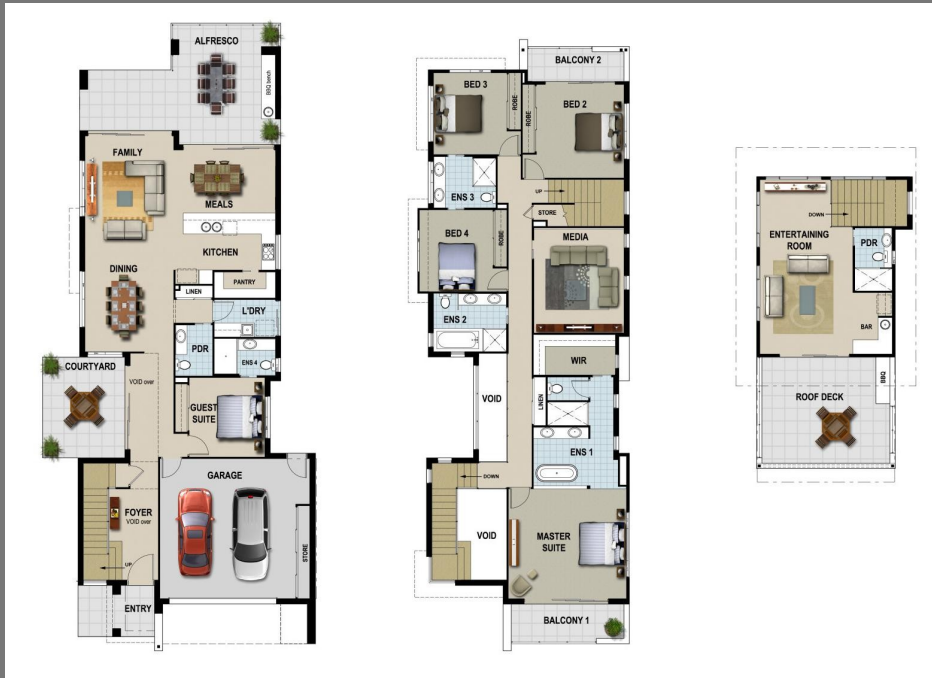 ALFRESCO
BBQ bench
FAMILY
MEALS
KITCHEN
DINING
PANTRY
LINEN
L'DRY
PDR
ENS 4
COURTYARD
VOID over
GUEST
SUITE
GARAGE
FOYER
VOID over
STORE
UP
ENTRY
BALCONY 2
BED 3
ROBE
ROBE
BED 2
ENS 3
UP
STORE
BED 4
ROBE
MEDIA
ENS 2
WIR
VOID
LINEN
ENS 1
DOWN
VOID
MASTER
SUITE
BALCONY 1
DOWN
ENTERTAINING
ROOM
PDR
BAR
BBQ
ROOF DECK